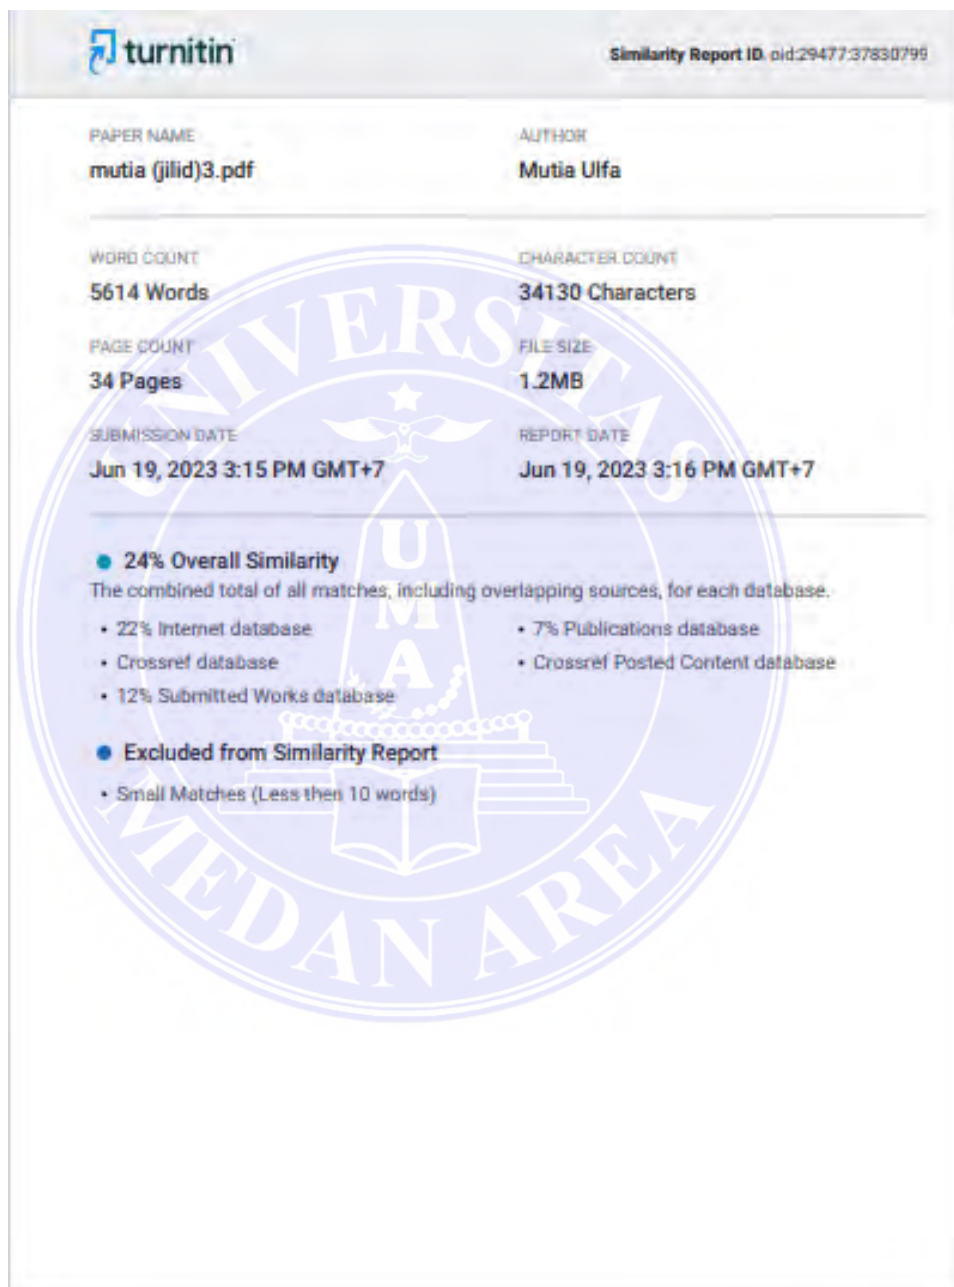 turnitin
Similarity Report ID. oid:29477:37830799
PAPER NAME
AUTHOR
mutia (jilid)3.pdf
Mutia Ulfa
WORD COUNT
CHARACTER COUNT
5614 Words
34130 Characters
PAGE COUNT
FILE SIZE
34 Pages
1.2MB
SUBMISSION DATE
REPORT DATE
Jun 19, 2023 3:15 PM GMT+7
Jun 19, 2023 3:16 PM GMT+7
● 24% Overall Similarity
The combined total of all matches, including overlapping sources, for each database.
• 22% Internet database
• 7% Publications database
• Crossref database
• Crossref Posted Content database
• 12% Submitted Works database
● Excluded from Similarity Report
• Small Matches (Less then 10 words)
UNIVERSITAS
UMA
MEDAN AREA